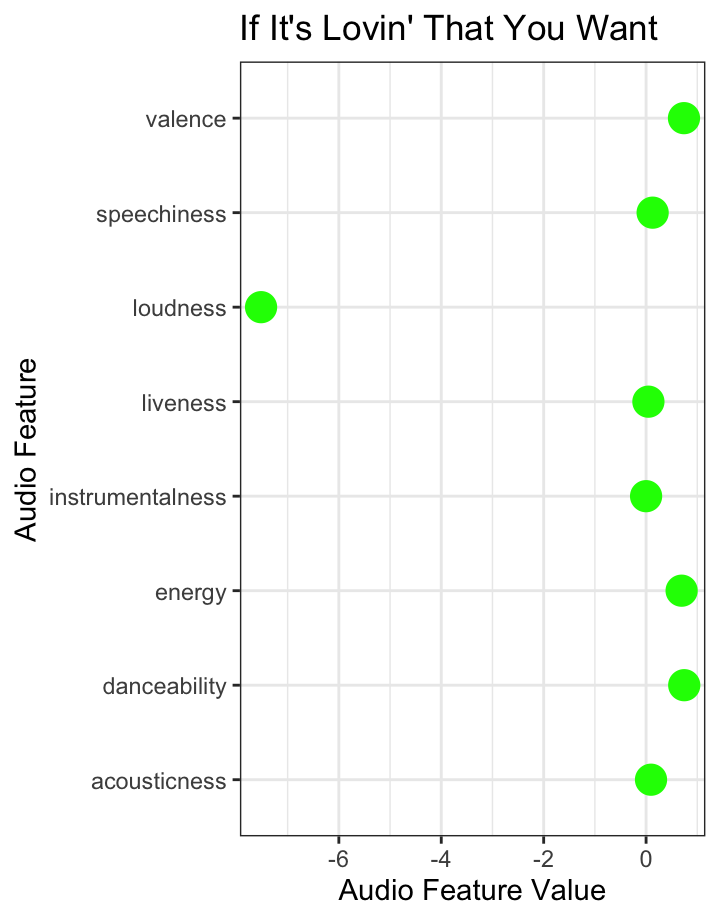 If It's Lovin' That You Want
valence
speechiness
loudness
liveness
instrumentalness
energy
danceability
acousticness
Audio Feature
-6
-4
-2
0
Audio Feature Value